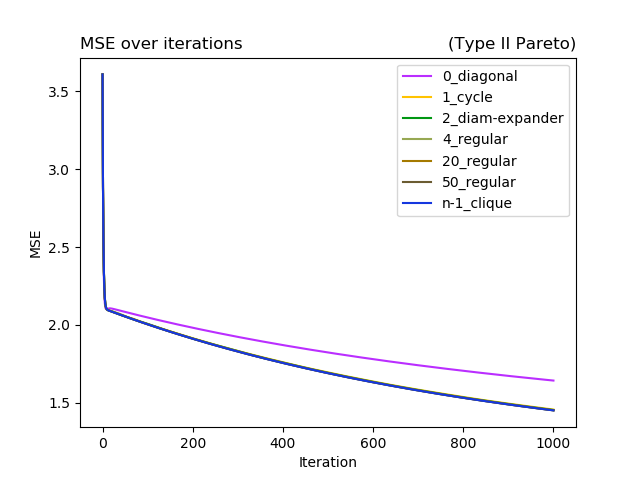 MSE over iterations (Type II Pareto)
0_diagonal
1_cycle
2_diam-expander
4_regular
20_regular
50_regular
n-1_clique
3.5
3.0
2.5
2.0
1.5
MSE
0 200 400 600 800 1000
Iteration